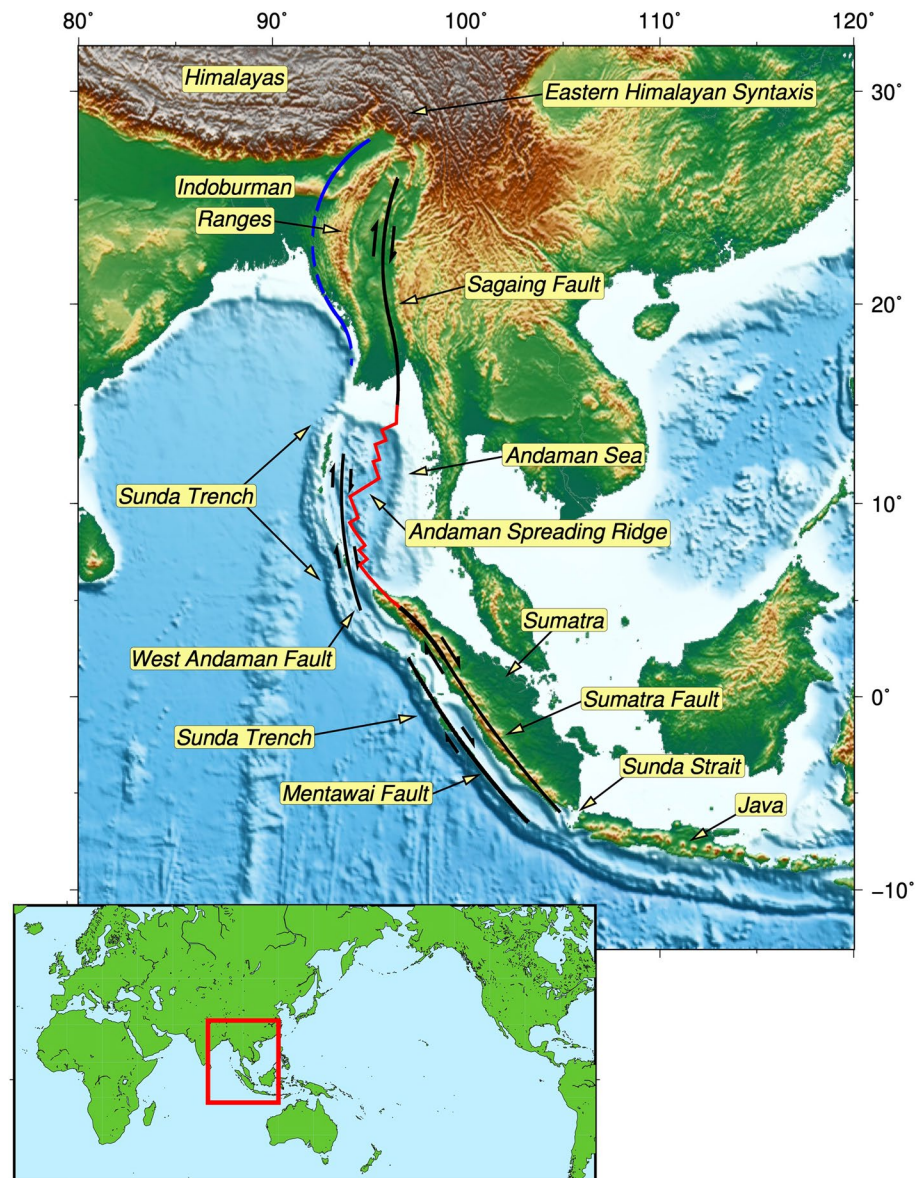 80°
90°
100°
110°
120°
Himalayas
30°
Eastern Himalayan Syntaxis
Indoburman
Ranges
Sagaing Fault
20°
Andaman Sea
Sunda Trench
10°
Andaman Spreading Ridge
Sumatra
West Andaman Fault
Sumatra Fault
0°
Sunda Trench
Sunda Strait
Mentawai Fault
Java
−10°